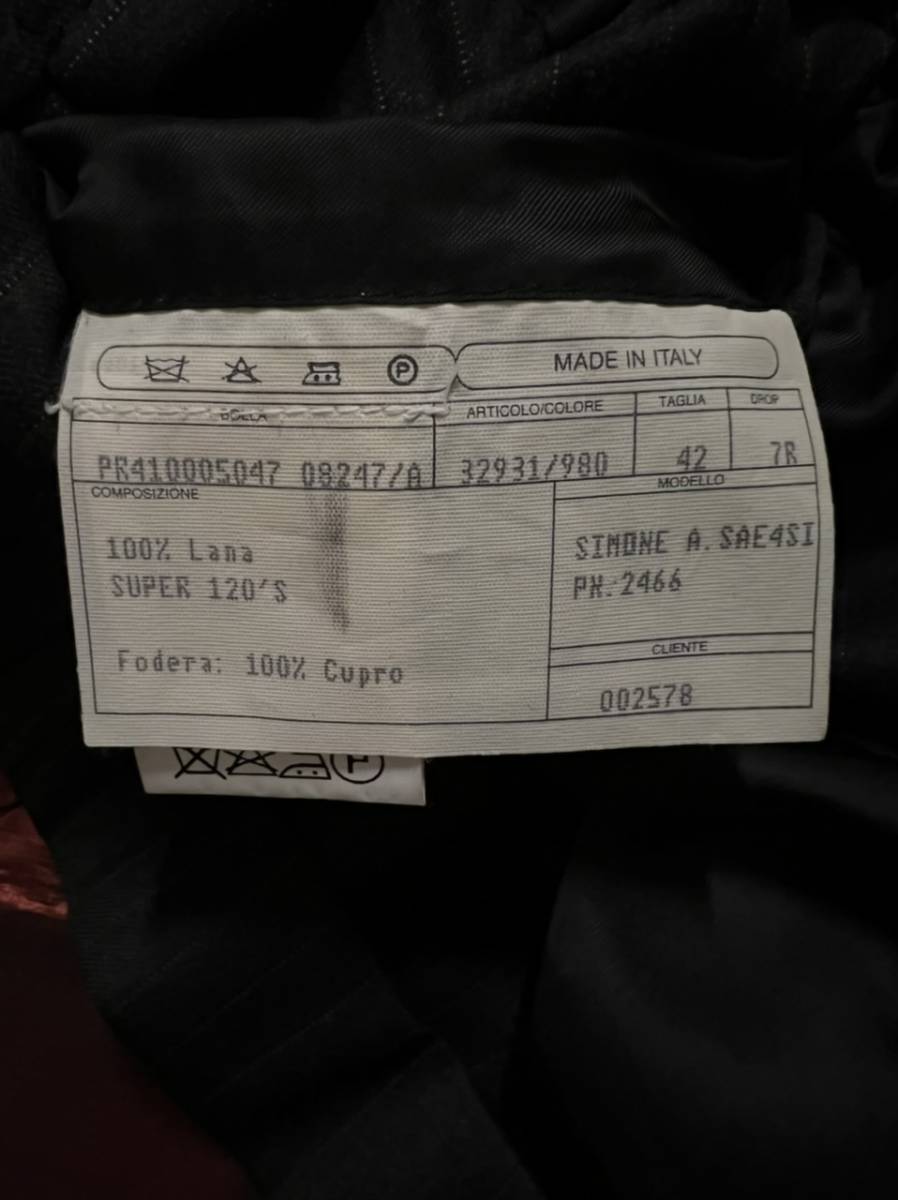 P MADE IN ITALY
BOLLA ARTICOLO/COLORE TAGLIA DROP
PR410005047 08247/A 32931/980 42 7R
COMPOSIZIONE MODELLO
100% Lana SIMONE A.SAE4SI
SUPER 120'S PN:2466
Fodera: 100% Cupro CLIENTE
002578
P